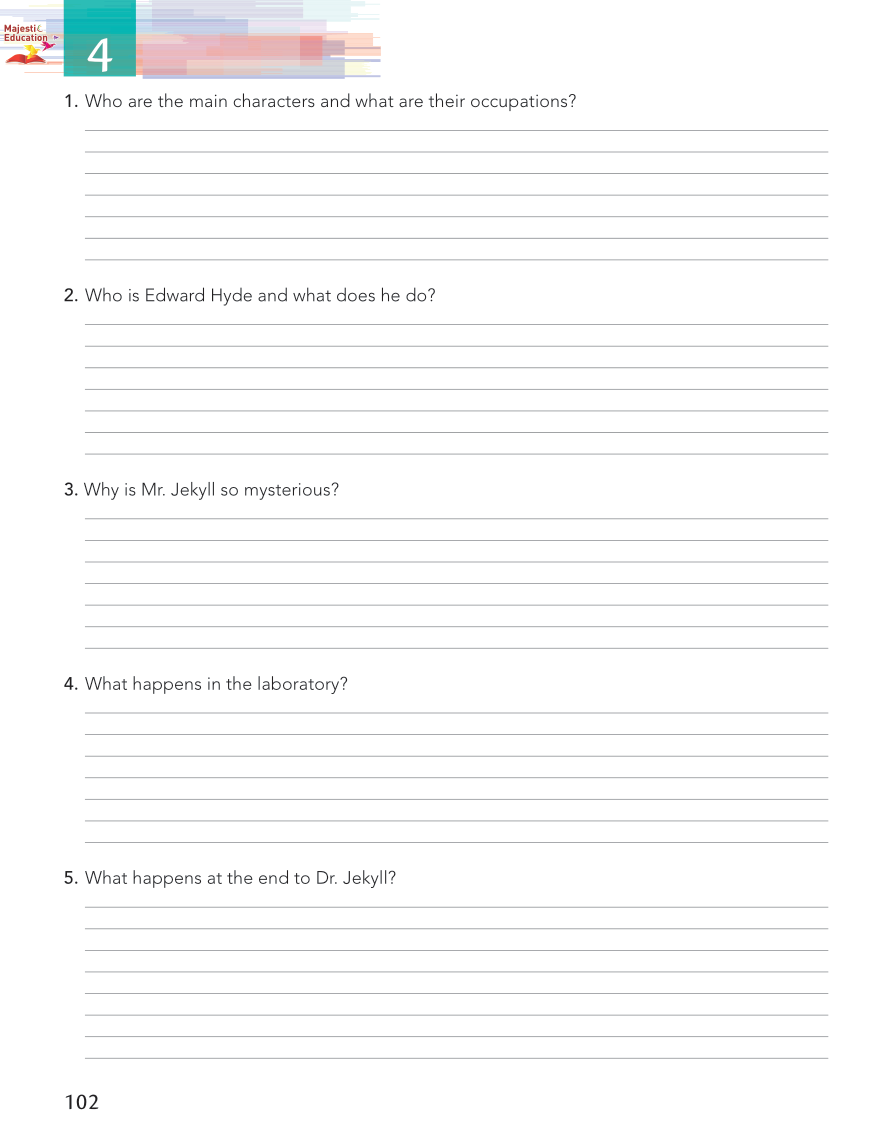 Majestic
Education
4
1. Who are the main characters and what are their occupations?
2. Who is Edward Hyde and what does he do?
3. Why is Mr. Jekyll so mysterious?
4. What happens in the laboratory?
5. What happens at the end to Dr. Jekyll?
102